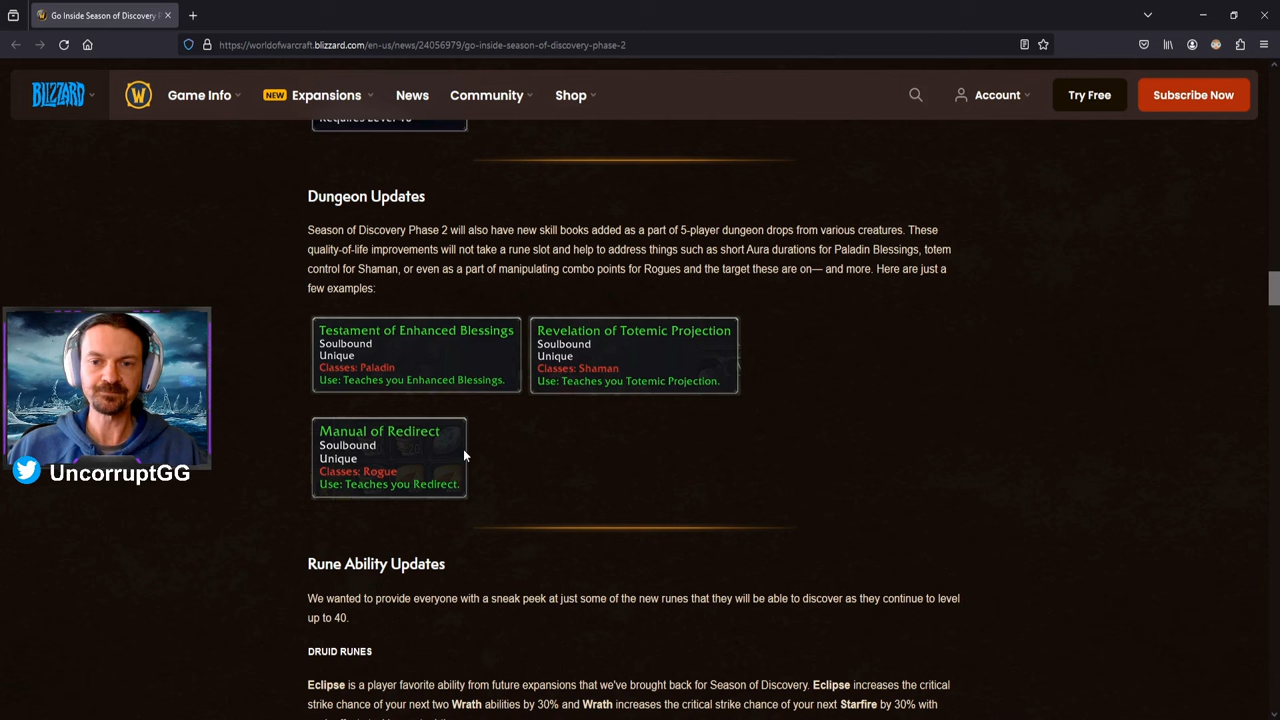 Go Inside Season of Discovery
https://worldofwarcraft.blizzard.com/en-us/news/24056979/go-inside-season-of-discovery-phase-2
BLIZZARD
W
Game Info
NEW
Expansions
News
Community
Shop
Account
Try Free
Subscribe Now
Requires Level 40
Dungeon Updates
Season of Discovery Phase 2 will also have new skill books added as a part of 5-player dungeon drops from various creatures. These
quality-of-life improvements will not take a rune slot and help to address things such as short Aura durations for Paladin Blessings, totem
control for Shaman, or even as a part of manipulating combo points for Rogues and the target these are on— and more. Here are just a
few examples:
Testament of Enhanced Blessings
Soulbound
Unique
Classes: Paladin
Use: Teaches you Enhanced Blessings.
Revelation of Totemic Projection
Soulbound
Unique
Classes: Shaman
Use: Teaches you Totemic Projection.
Manual of Redirect
Soulbound
Unique
Classes: Rogue
Use: Teaches you Redirect.
UncorruptGG
Rune Ability Updates
We wanted to provide everyone with a sneak peek at just some of the new runes that they will be able to discover as they continue to level
up to 40.
DRUID RUNES
Eclipse is a player favorite ability from future expansions that we've brought back for Season of Discovery. Eclipse increases the critical
strike chance of your next two Wrath abilities by 30% and Wrath increases the critical strike chance of your next Starfire by 30% with